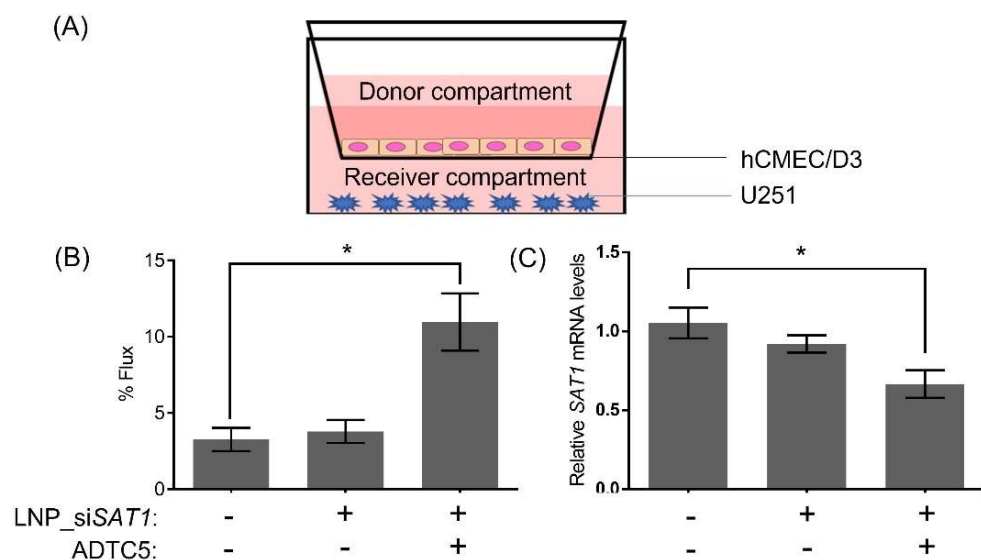 (A)
Donor compartment
hCMEC/D3
Receiver compartment
U251
(B)
*
15
10
5
0
% Flux
(C)
*
1.5
1.0
0.5
0.0
Relative SAT1 mRNA levels
LNP_siSAT1: - + + - + +
ADTC5: - - + - - +